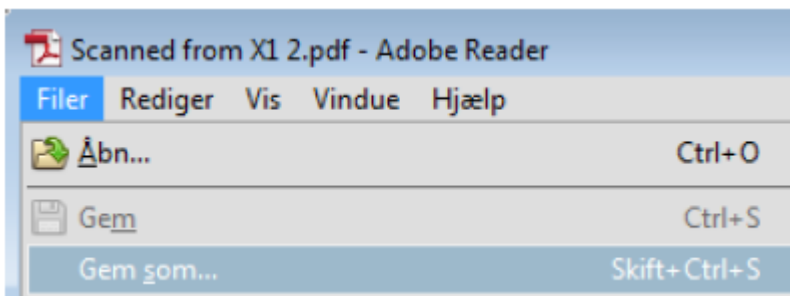 Scanned from X1 2.pdf - Adobe Reader
Filer Rediger Vis Vindue Hjælp
Åbn... Ctrl+O
Gem Ctrl+S
Gem som... Skift+Ctrl+S